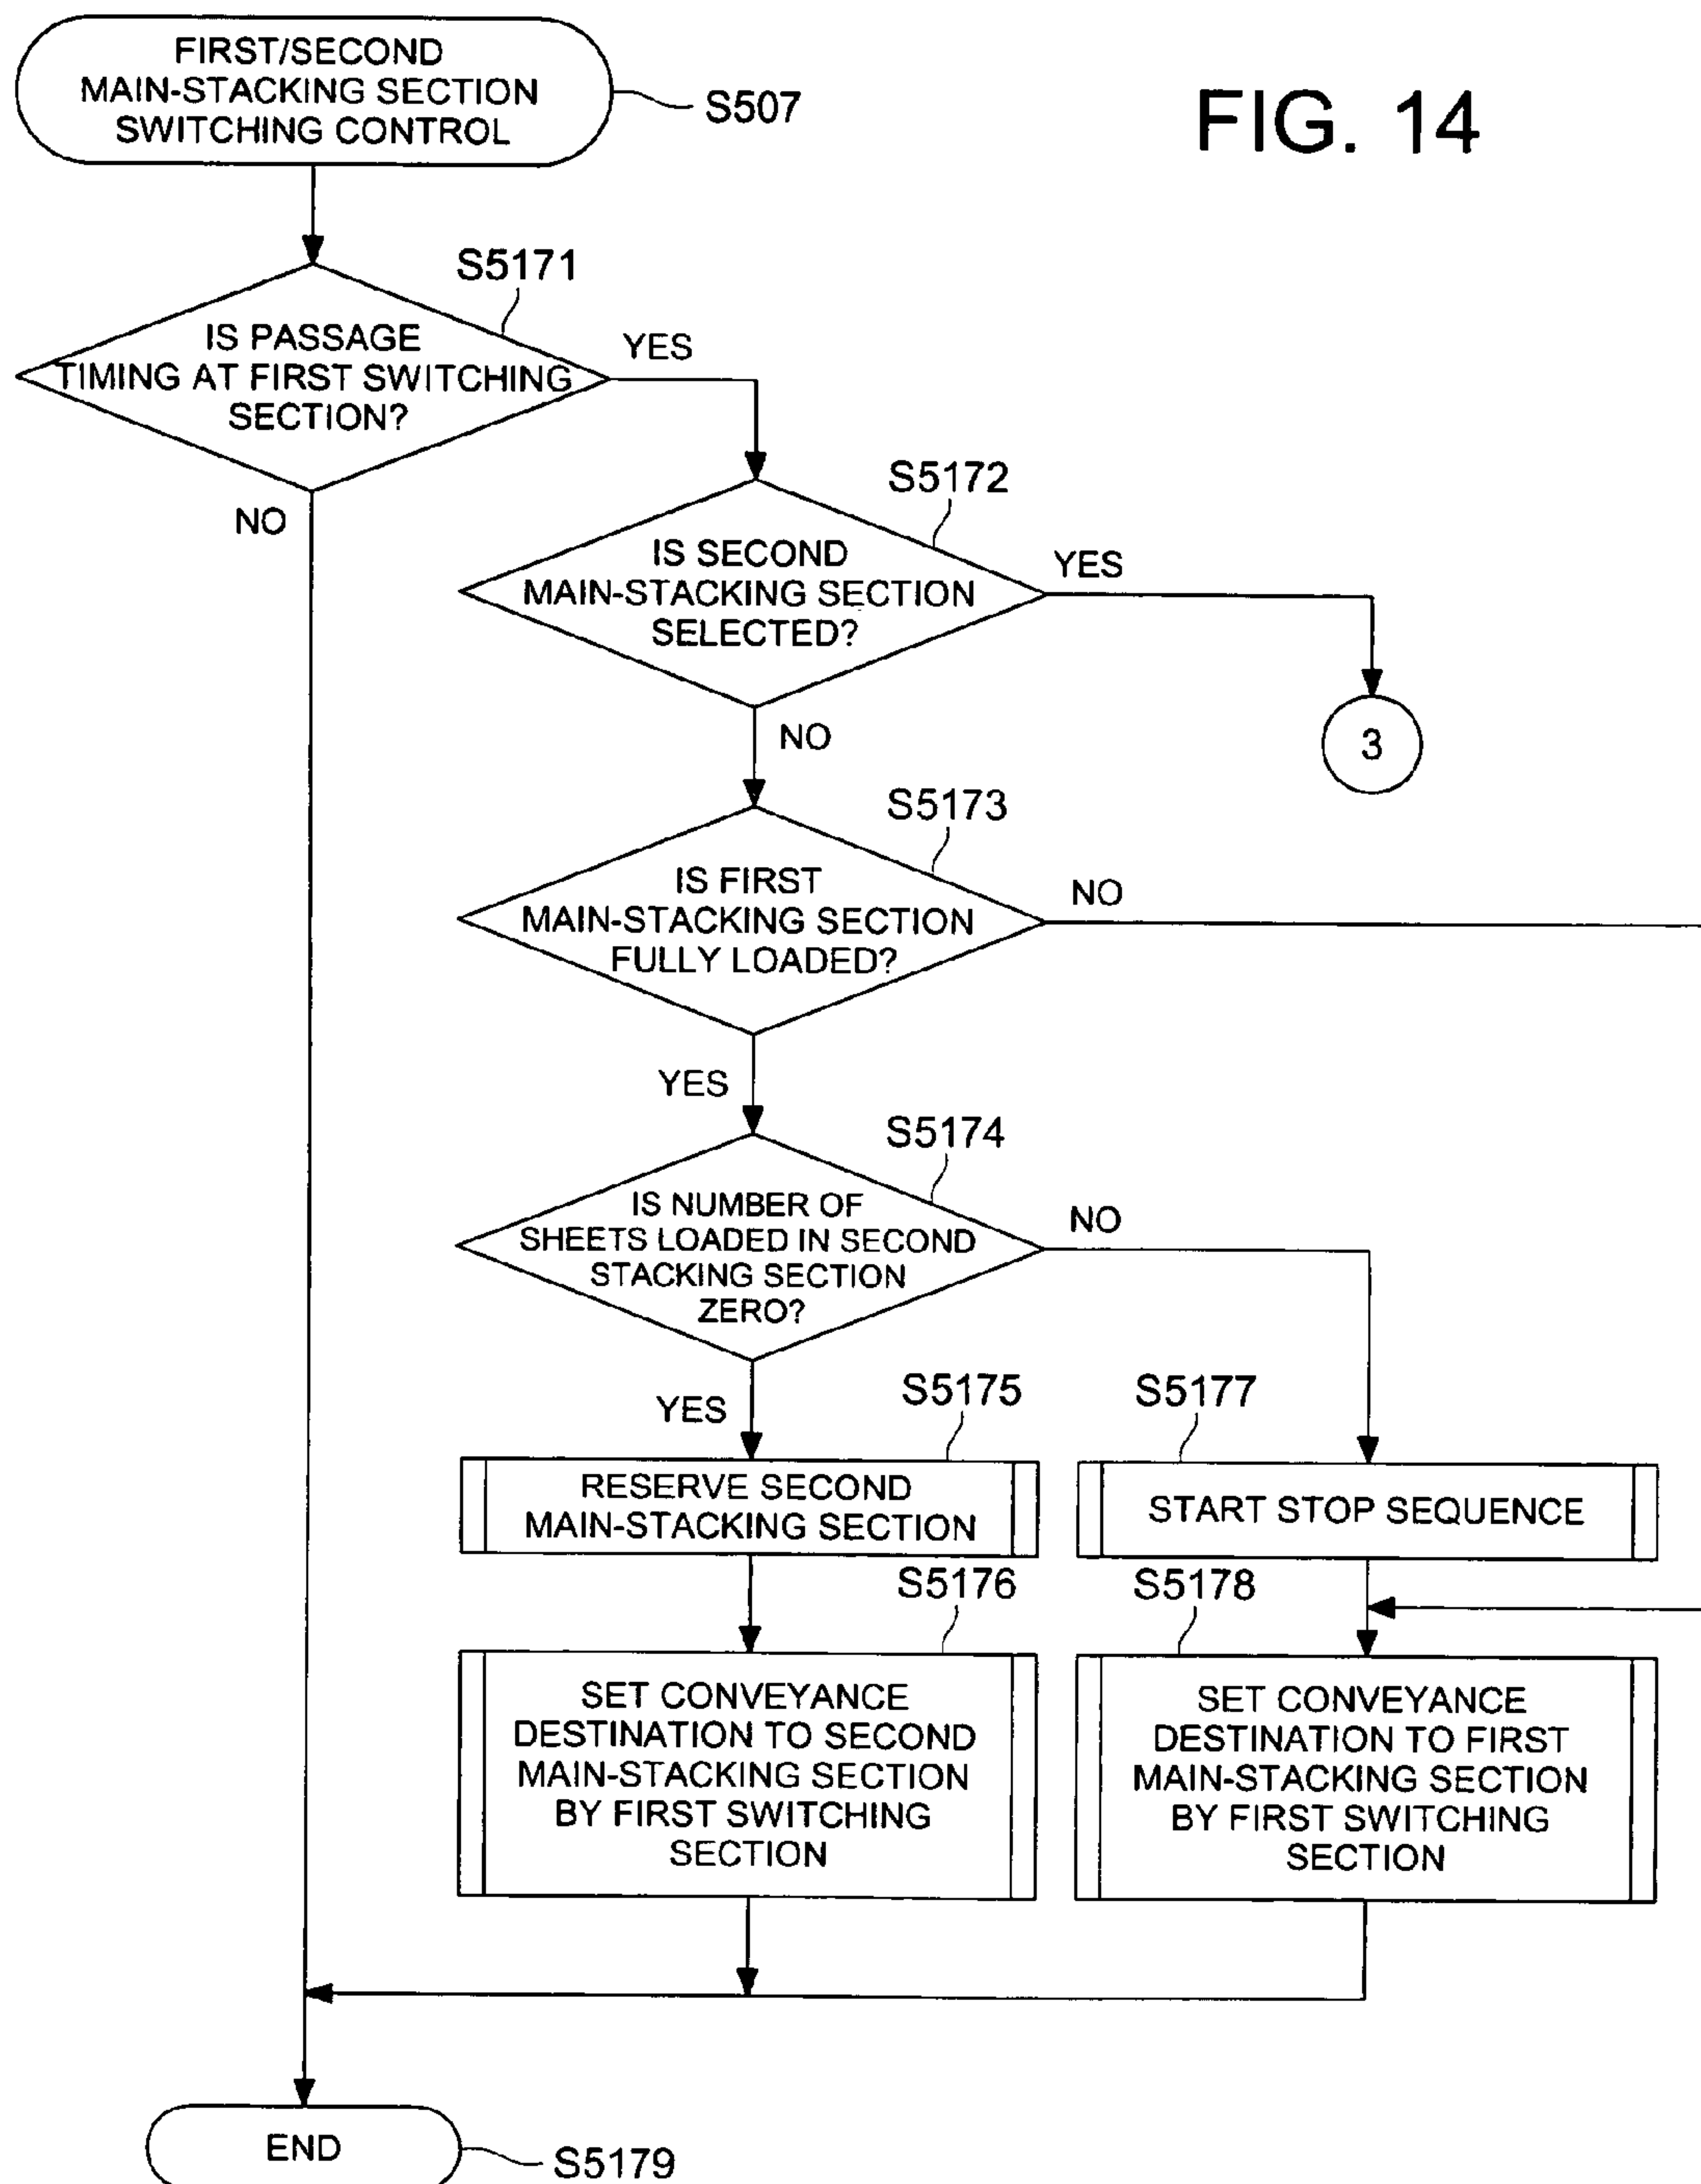 FIRST/SECOND
MAIN-STACKING SECTION
SWITCHING CONTROL
S507
FIG. 14
S5171
IS PASSAGE
TIMING AT FIRST SWITCHING
SECTION?
YES
NO
S5172
IS SECOND
MAIN-STACKING SECTION
SELECTED?
YES
NO
3
S5173
IS FIRST
MAIN-STACKING SECTION
FULLY LOADED?
NO
YES
S5174
IS NUMBER OF
SHEETS LOADED IN SECOND
STACKING SECTION
ZERO?
NO
YES
S5175
RESERVE SECOND
MAIN-STACKING SECTION
S5177
START STOP SEQUENCE
S5176
SET CONVEYANCE
DESTINATION TO SECOND
MAIN-STACKING SECTION
BY FIRST SWITCHING
SECTION
S5178
SET CONVEYANCE
DESTINATION TO FIRST
MAIN-STACKING SECTION
BY FIRST SWITCHING
SECTION
END
S5179